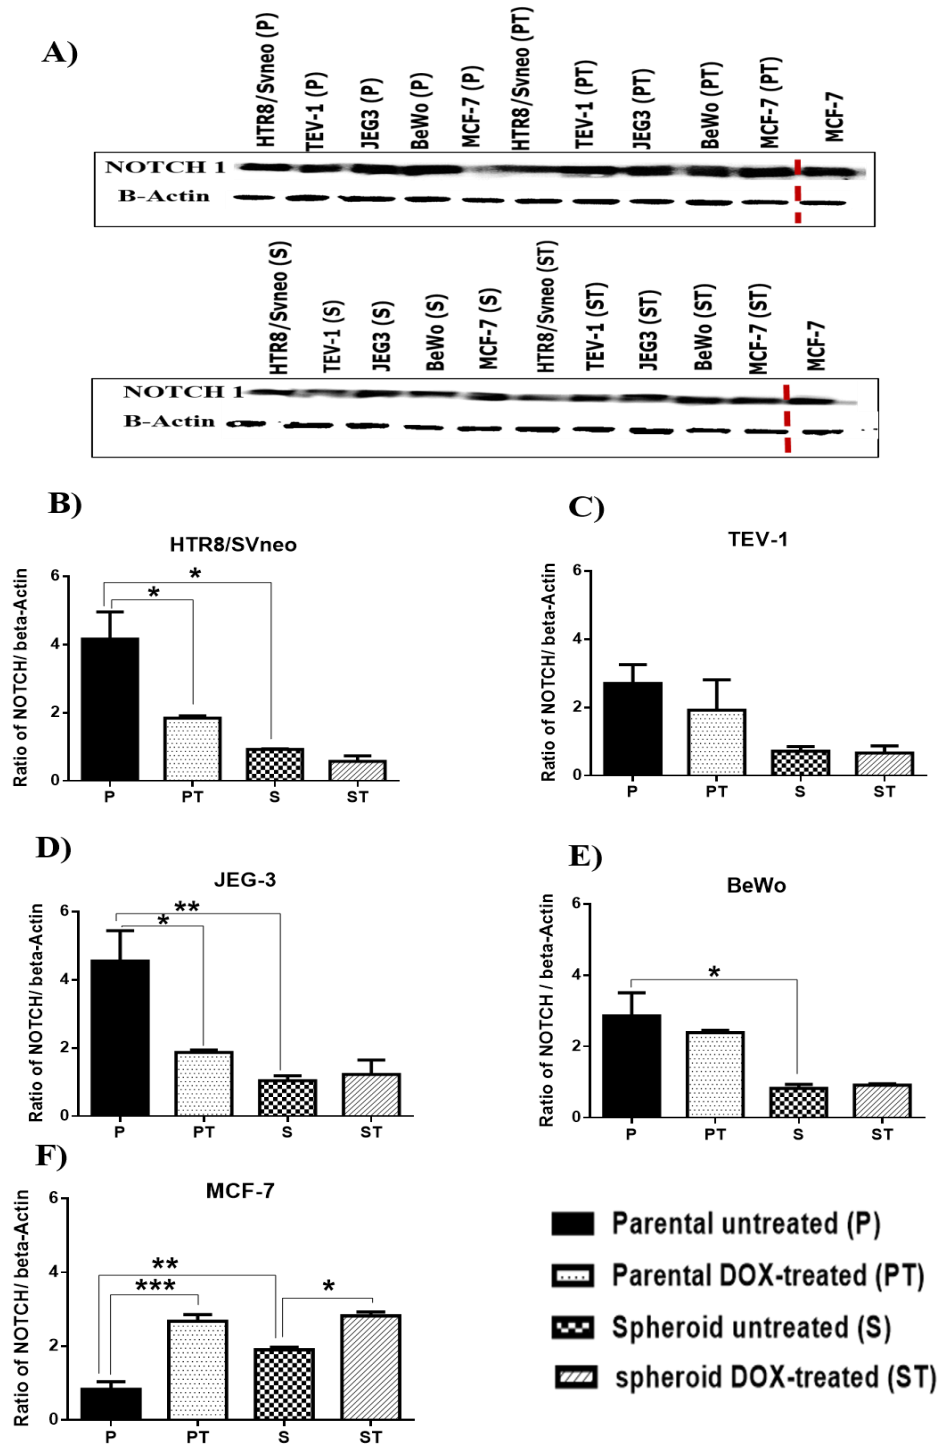 A)
HTR8/Svneo (P)
TEV-1 (P)
JEG3 (P)
BeWo (P)
MCF-7 (P)
HTR8/Svneo (PT)
TEV-1 (PT)
JEG3 (PT)
BeWo (PT)
MCF-7 (PT)
MCF-7
NOTCH 1
B-Actin
HTR8/Svneo (S)
TEV-1 (S)
JEG3 (S)
BeWo (S)
MCF-7 (S)
HTR8/Svneo (ST)
TEV-1 (ST)
JEG3 (ST)
BeWo (ST)
MCF-7 (ST)
MCF-7
NOTCH 1
B-Actin
B)
HTR8/SVneo
Ratio of NOTCH/ beta-Actin
6
4
2
0
*
*
P PT S ST
C)
TEV-1
Ratio of NOTCH/ beta-Actin
6
4
2
0
P PT S ST
D)
JEG-3
Ratio of NOTCH/ beta-Actin
6
4
2
0
**
*
P PT S ST
E)
BeWo
Ratio of NOTCH / beta-Actin
6
4
2
0
*
P PT S ST
F)
MCF-7
Ratio of NOTCH/ beta-Actin
6
4
2
0
**
***
*
P PT S ST
Parental untreated (P)
Parental DOX-treated (PT)
Spheroid untreated (S)
spheroid DOX-treated (ST)